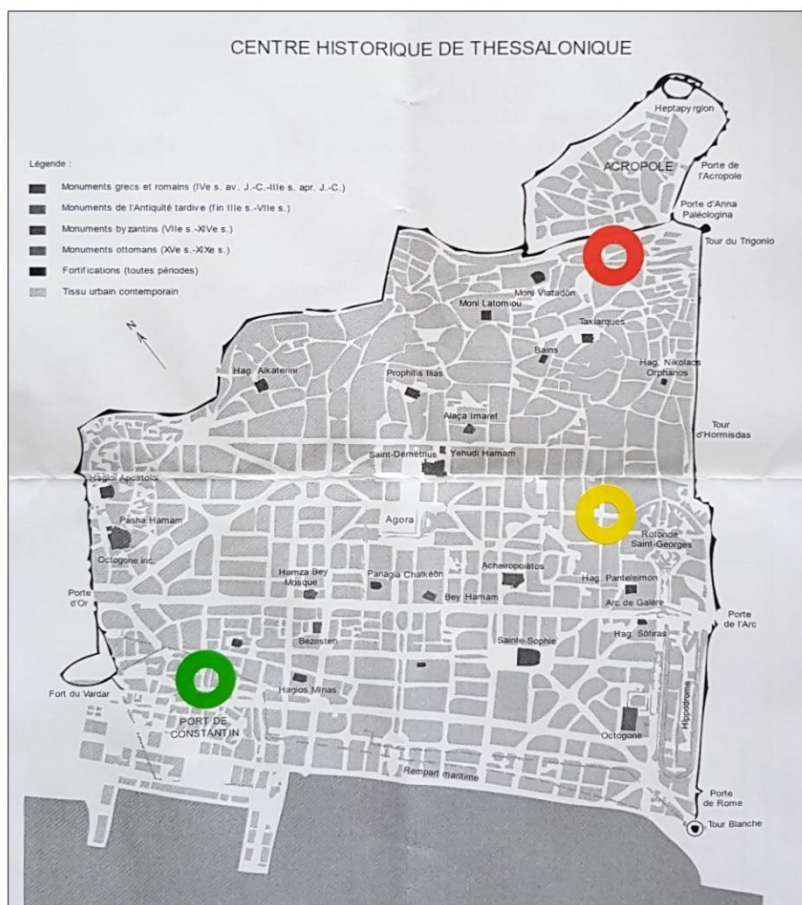 CENTRE HISTORIQUE DE THESSALONIQUE
Heptapyrgion
ACROPOLE
Porte de
l'Acropole
Légende :
Monuments grecs et romains (IVe s. av. J.-C.-IIIe s. apr. J.-C.)
Monuments de l'Antiquité tardive (fin IIIe s.-VIIe s.)
Monuments byzantins (VIIe s.-XIVe s.)
Monuments ottomans (XVe s.-XIXe s.)
Fortifications (toutes périodes)
Tissu urbain contemporain
Porte d'Anna
Paléologina
Tour du Trigonio
N
Moni Vlatadôn
Moni Latomiou
Taxiarques
Bains
Hag. Nikolaos
Orphanos
Hag. Aikaterini
Prophitis Ilias
Alaça Imaret
Tour
d'Hormisdas
Saint-Démétrius
Yehudi Hamam
Hagioi Apostoloi
Pasha Hamam
Agora
Rotonde
Saint-Georges
Octogone inc.
Hamza Bey
Mosque
Panagia Chalkéôn
Acheiropoiètos
Hag. Panteleimon
Bey Hamam
Arc de Galère
Porte
d'Or
Porte
de l'Arc
Bezesten
Sainte-Sophie
Hag. Sôtiras
Fort du Vardar
Hagios Minas
PORT DE
CONSTANTIN
Octogone
Hippodrome
Rempart maritime
Porte
de Rome
Tour Blanche